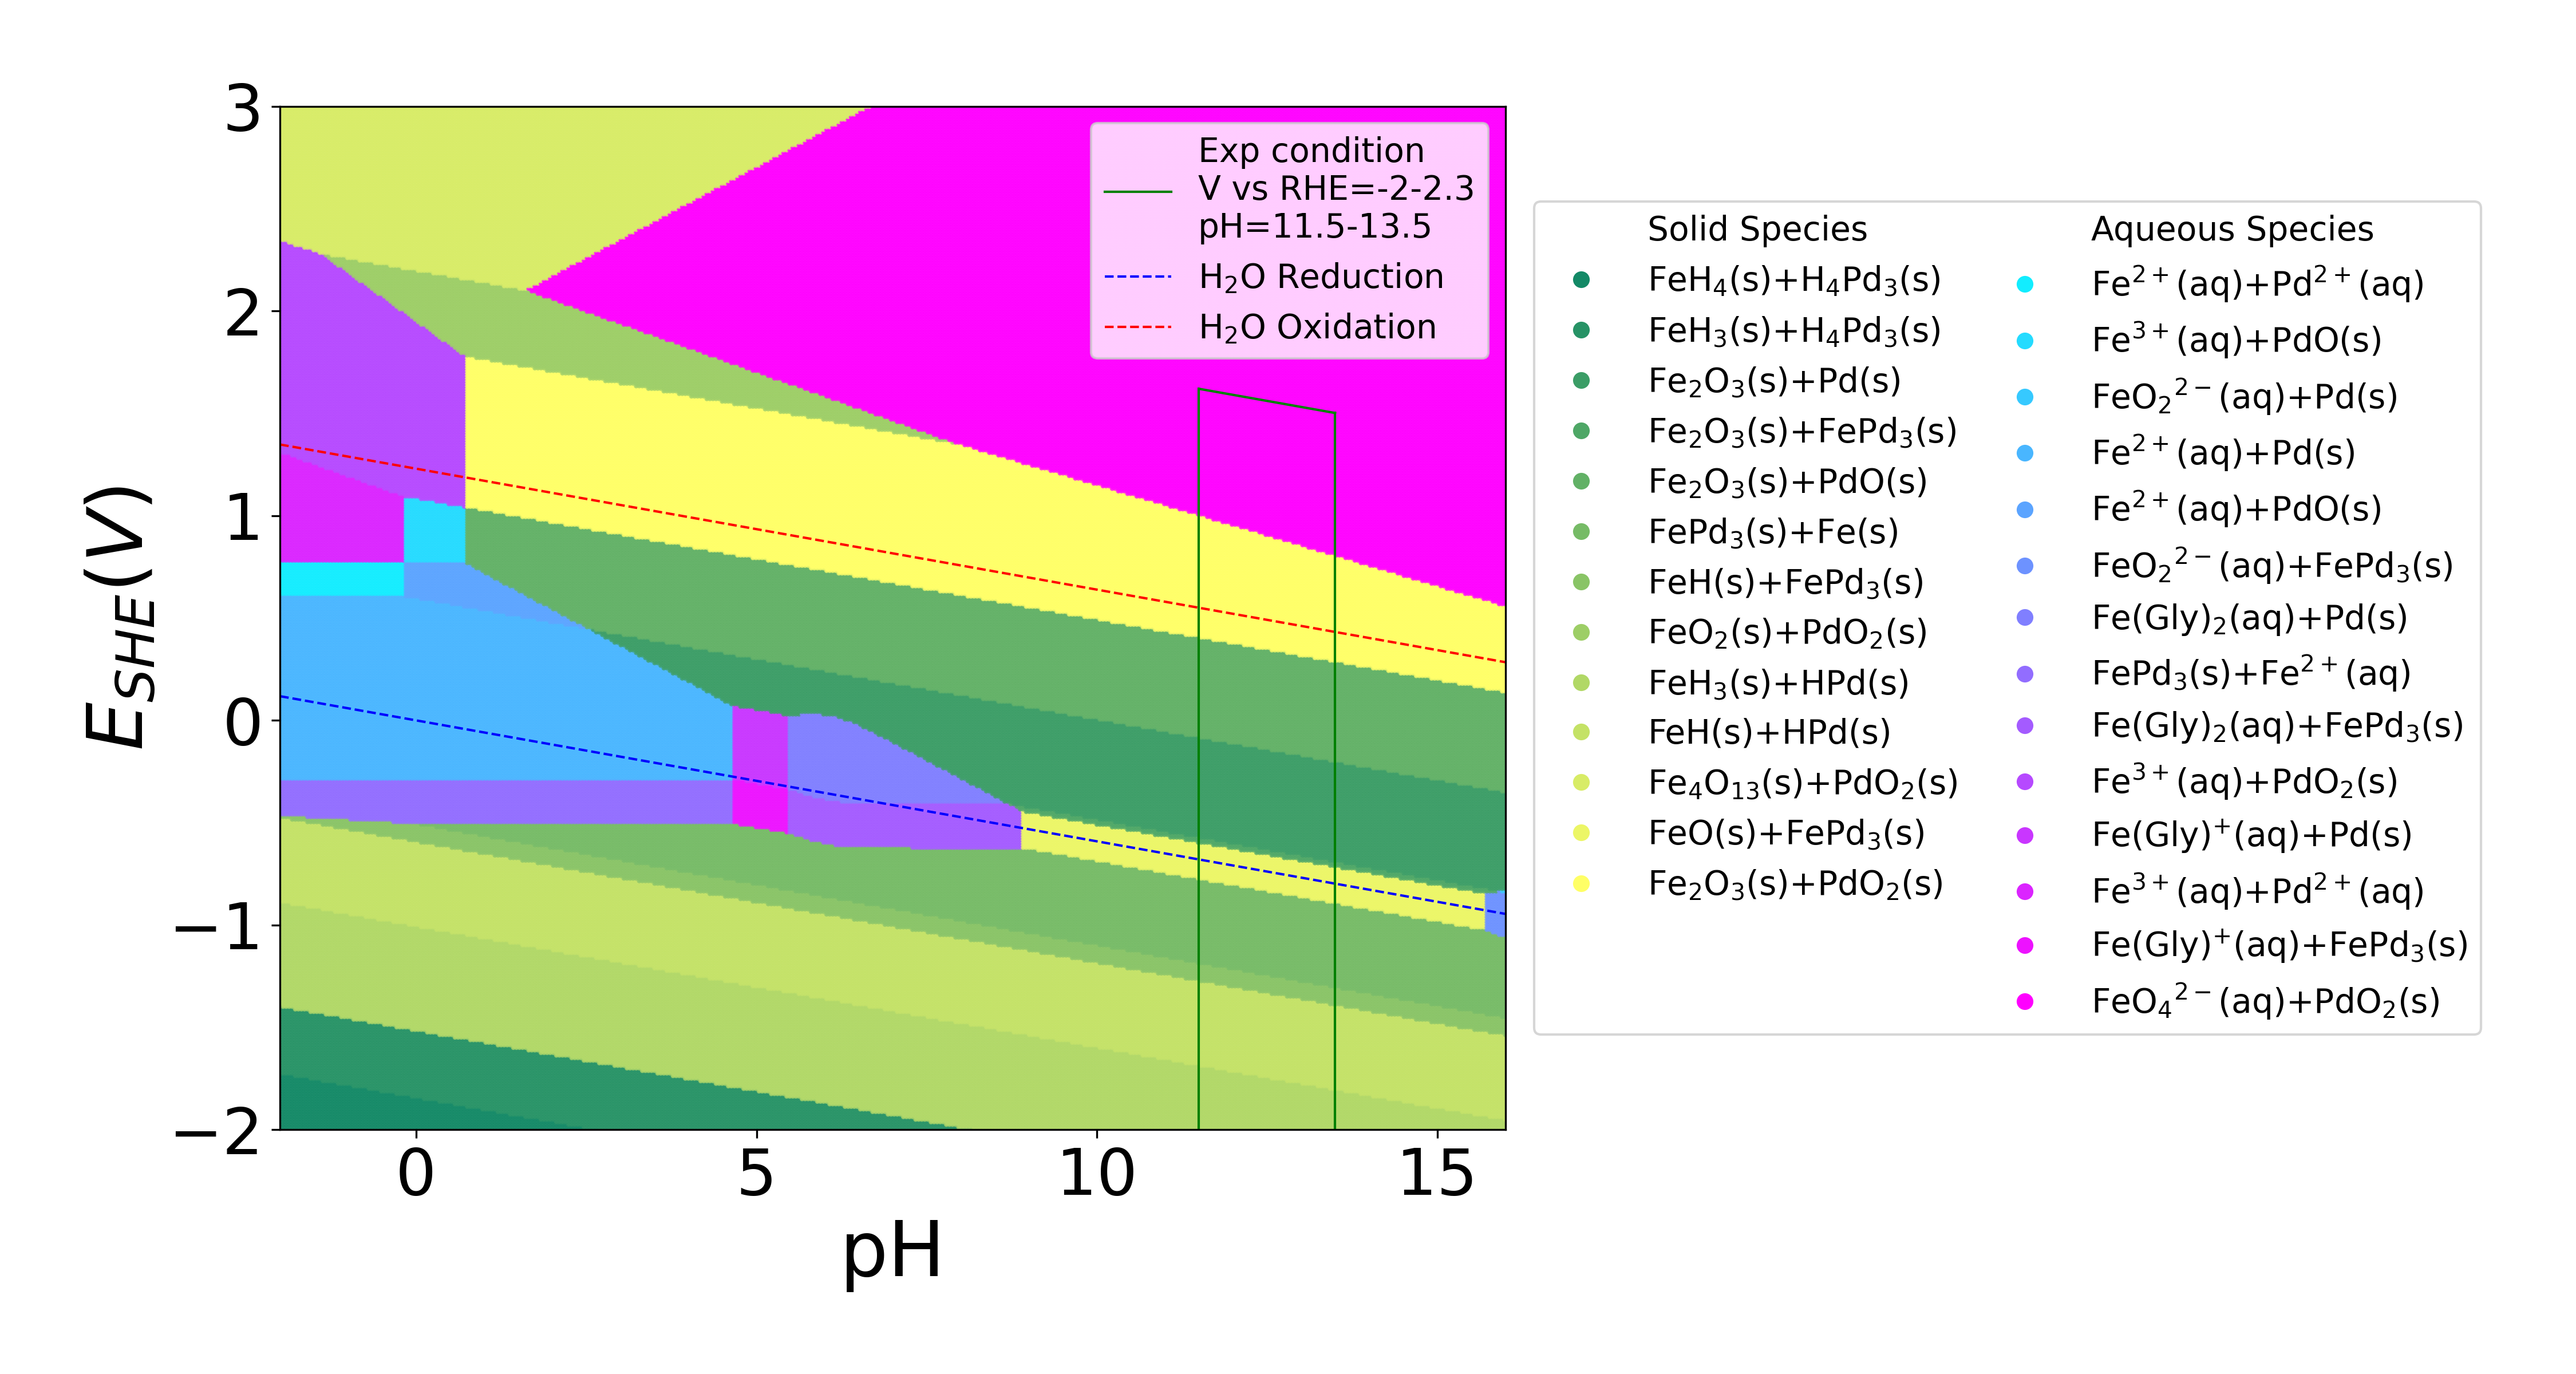 3
2
1
0
−1
−2
E_SHE(V)
0 5 10 15
pH
Exp condition
V vs RHE=-2-2.3
pH=11.5-13.5
H₂O Reduction
H₂O Oxidation
Solid Species
FeH₄(s)+H₄Pd₃(s)
FeH₃(s)+H₄Pd₃(s)
Fe₂O₃(s)+Pd(s)
Fe₂O₃(s)+FePd₃(s)
Fe₂O₃(s)+PdO(s)
FePd₃(s)+Fe(s)
FeH(s)+FePd₃(s)
FeO₂(s)+PdO₂(s)
FeH₃(s)+HPd(s)
FeH(s)+HPd(s)
Fe₄O₁₃(s)+PdO₂(s)
FeO(s)+FePd₃(s)
Fe₂O₃(s)+PdO₂(s)
Aqueous Species
Fe²⁺(aq)+Pd²⁺(aq)
Fe³⁺(aq)+PdO(s)
FeO₂²⁻(aq)+Pd(s)
Fe²⁺(aq)+Pd(s)
Fe²⁺(aq)+PdO(s)
FeO₂²⁻(aq)+FePd₃(s)
Fe(Gly)₂(aq)+Pd(s)
FePd₃(s)+Fe²⁺(aq)
Fe(Gly)₂(aq)+FePd₃(s)
Fe³⁺(aq)+PdO₂(s)
Fe(Gly)⁺(aq)+Pd(s)
Fe³⁺(aq)+Pd²⁺(aq)
Fe(Gly)⁺(aq)+FePd₃(s)
FeO₄²⁻(aq)+PdO₂(s)